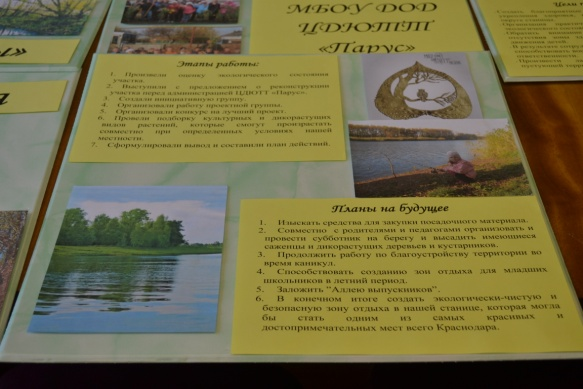 МБОУ ДОД
ЦДЮТТ
«Парус»
Этапы работы:
1. Произвели оценку экологического состояния
участка.
2. Выступили с предложением о реконструкции
участка перед администрацией ЦДЮТТ «Парус».
3. Создали инициативную группу.
4. Организовали работу проектной группы.
5. Организовали конкурс на лучший проект.
6. Провели подборку культурных и дикорастущих
видов растений, которые смогут произрастать
совместно при определенных условиях нашей
местности.
7. Сформулировали вывод и составили план действий.
Планы на будущее
1. Изыскать средства для закупки посадочного материала.
2. Совместно с родителями и педагогами организовать и
провести субботник на берегу и высадить имеющиеся
саженцы и дикорастущих деревьев и кустарников.
3. Продолжить работу по благоустройству территории во
время каникул.
4. Способствовать созданию зон отдыха для младших
школьников в летний период.
5. Заложить "Аллею выпускников".
6. В конечном итоге создать экологически-чистую и
безопасную зону отдыха в нашей станице, которая могла
бы стать одним из самых красивых и
достопримечательных мест всего Краснодара.